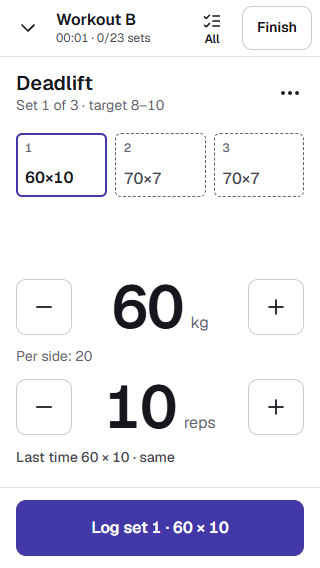 Workout B
00:01 · 0/23 sets
All
Finish
Deadlift
Set 1 of 3 · target 8–10
1
60×10
2
70×7
3
70×7
60 kg
Per side: 20
10 reps
Last time 60 × 10 · same
Log set 1 · 60 × 10